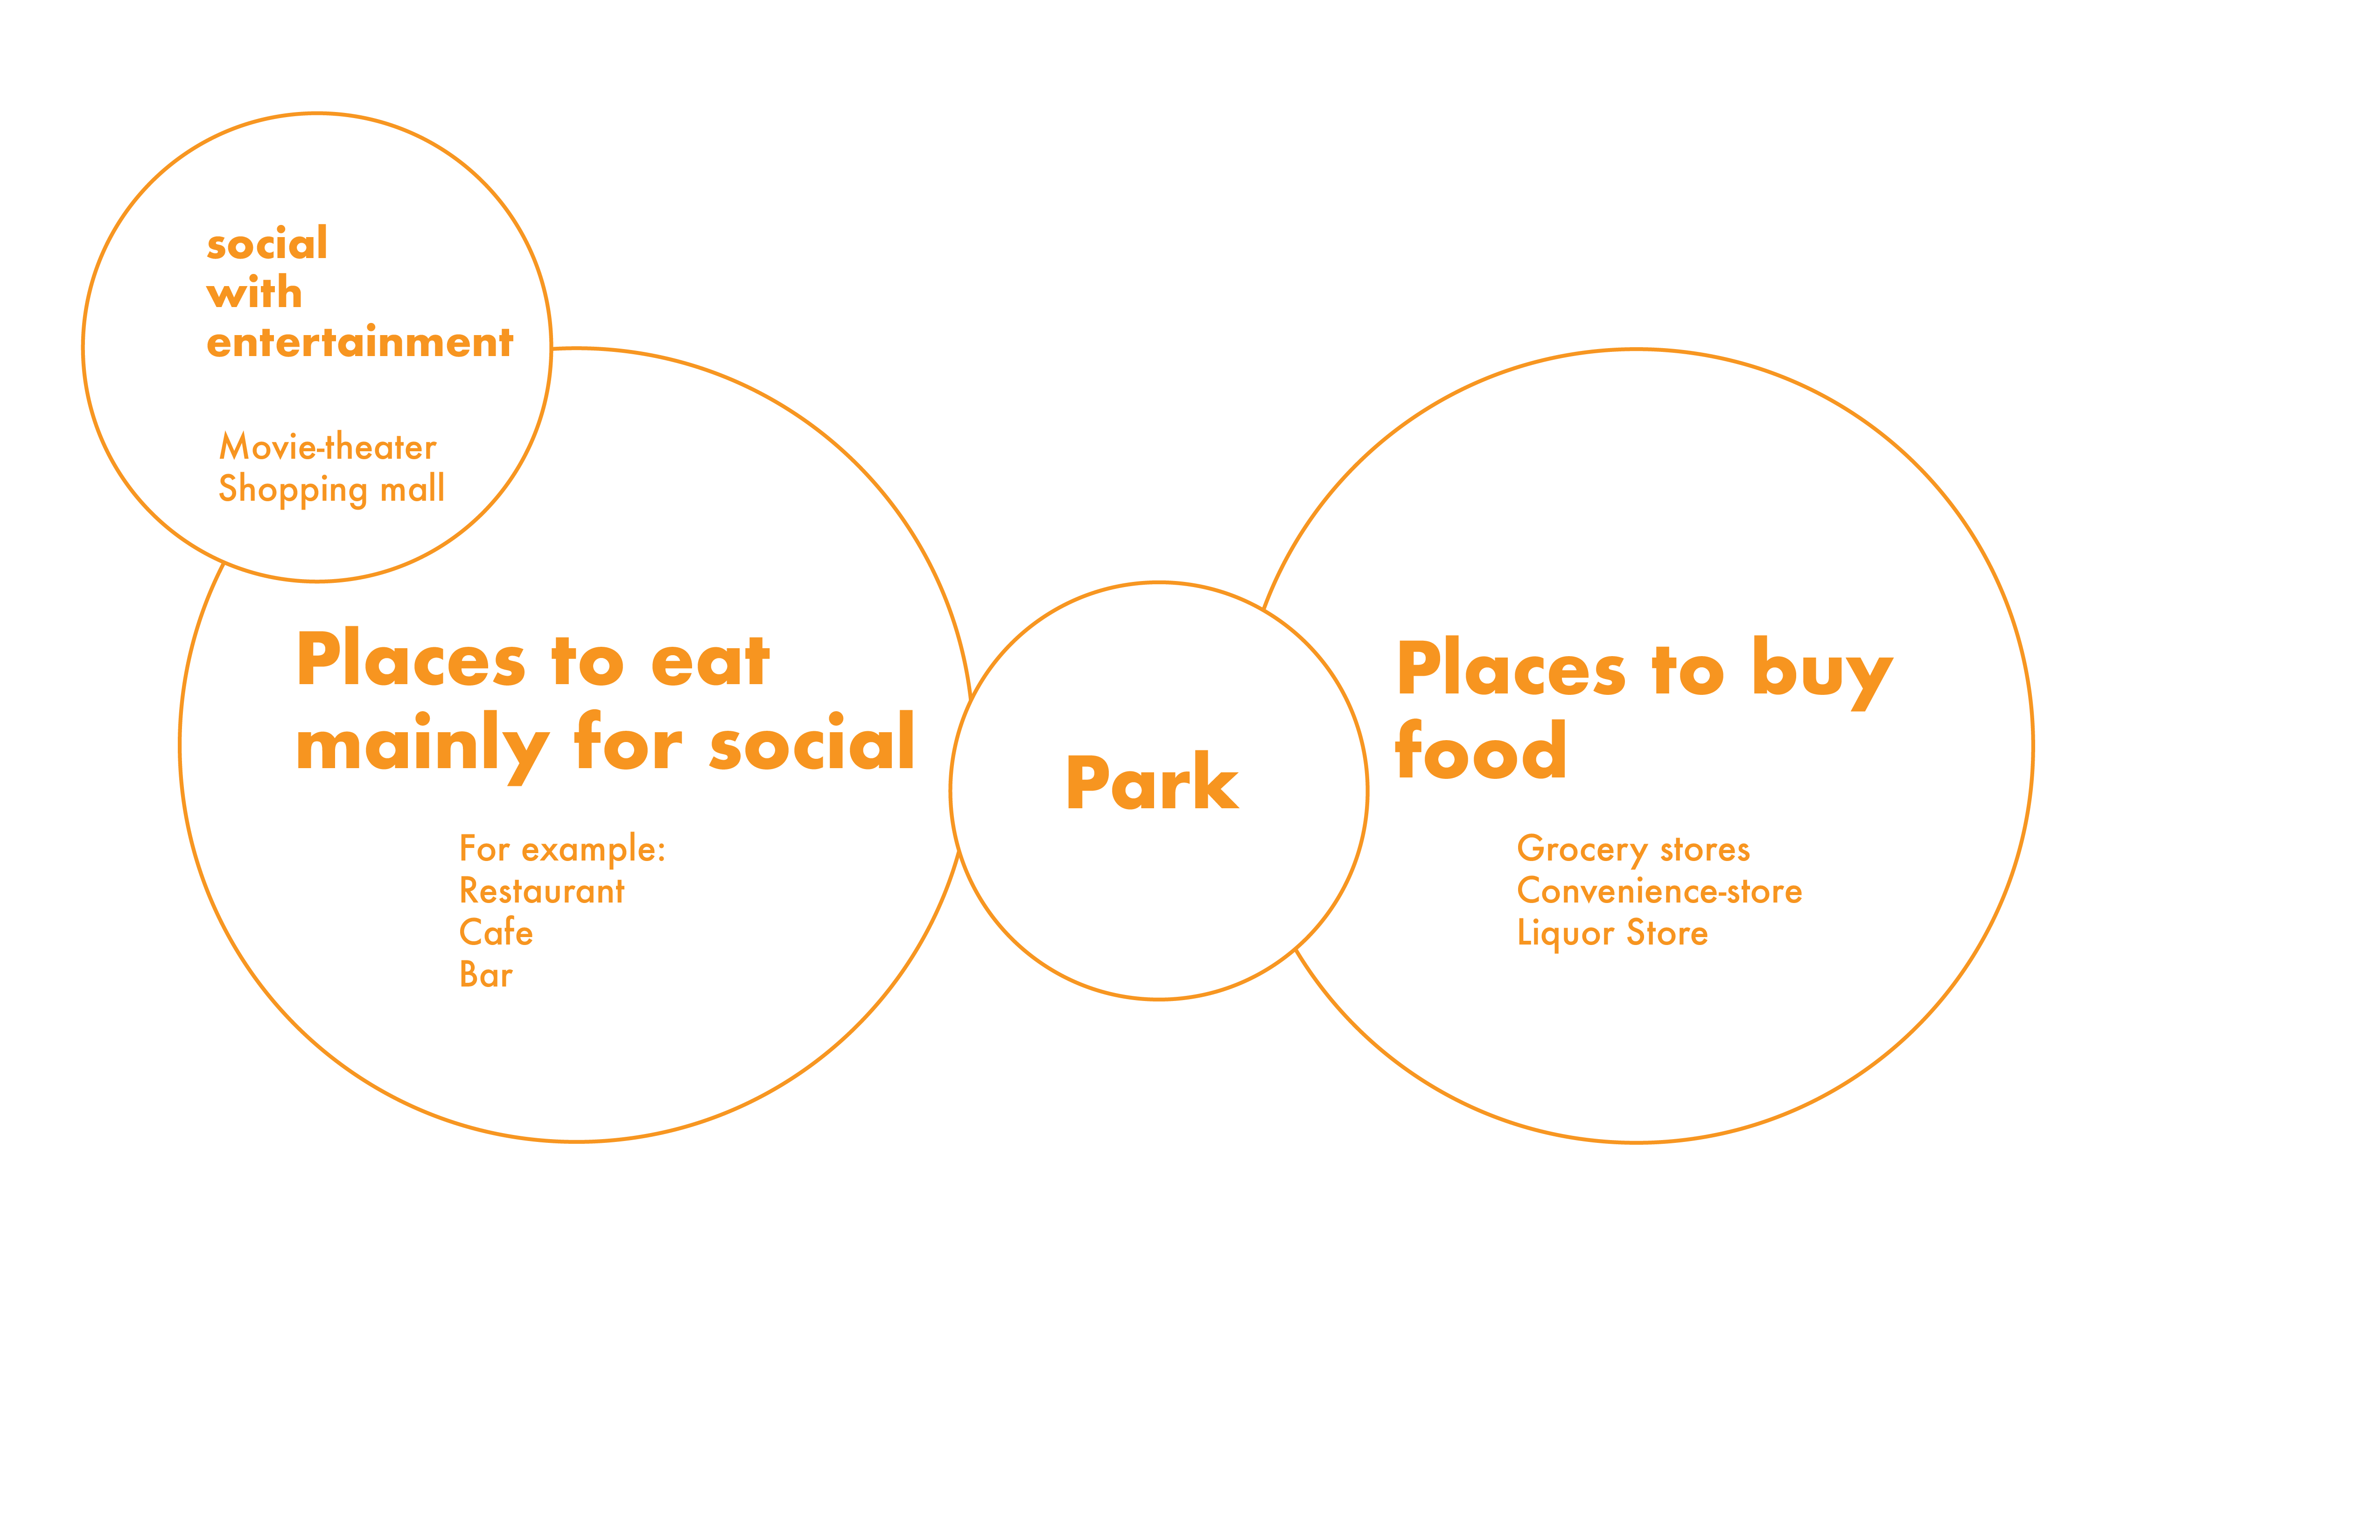 social
with
entertainment
Movie-theater
Shopping mall
Places to eat
mainly for social
For example:
Restaurant
Cafe
Bar
Park
Places to buy
food
Grocery stores
Convenience-store
Liquor Store